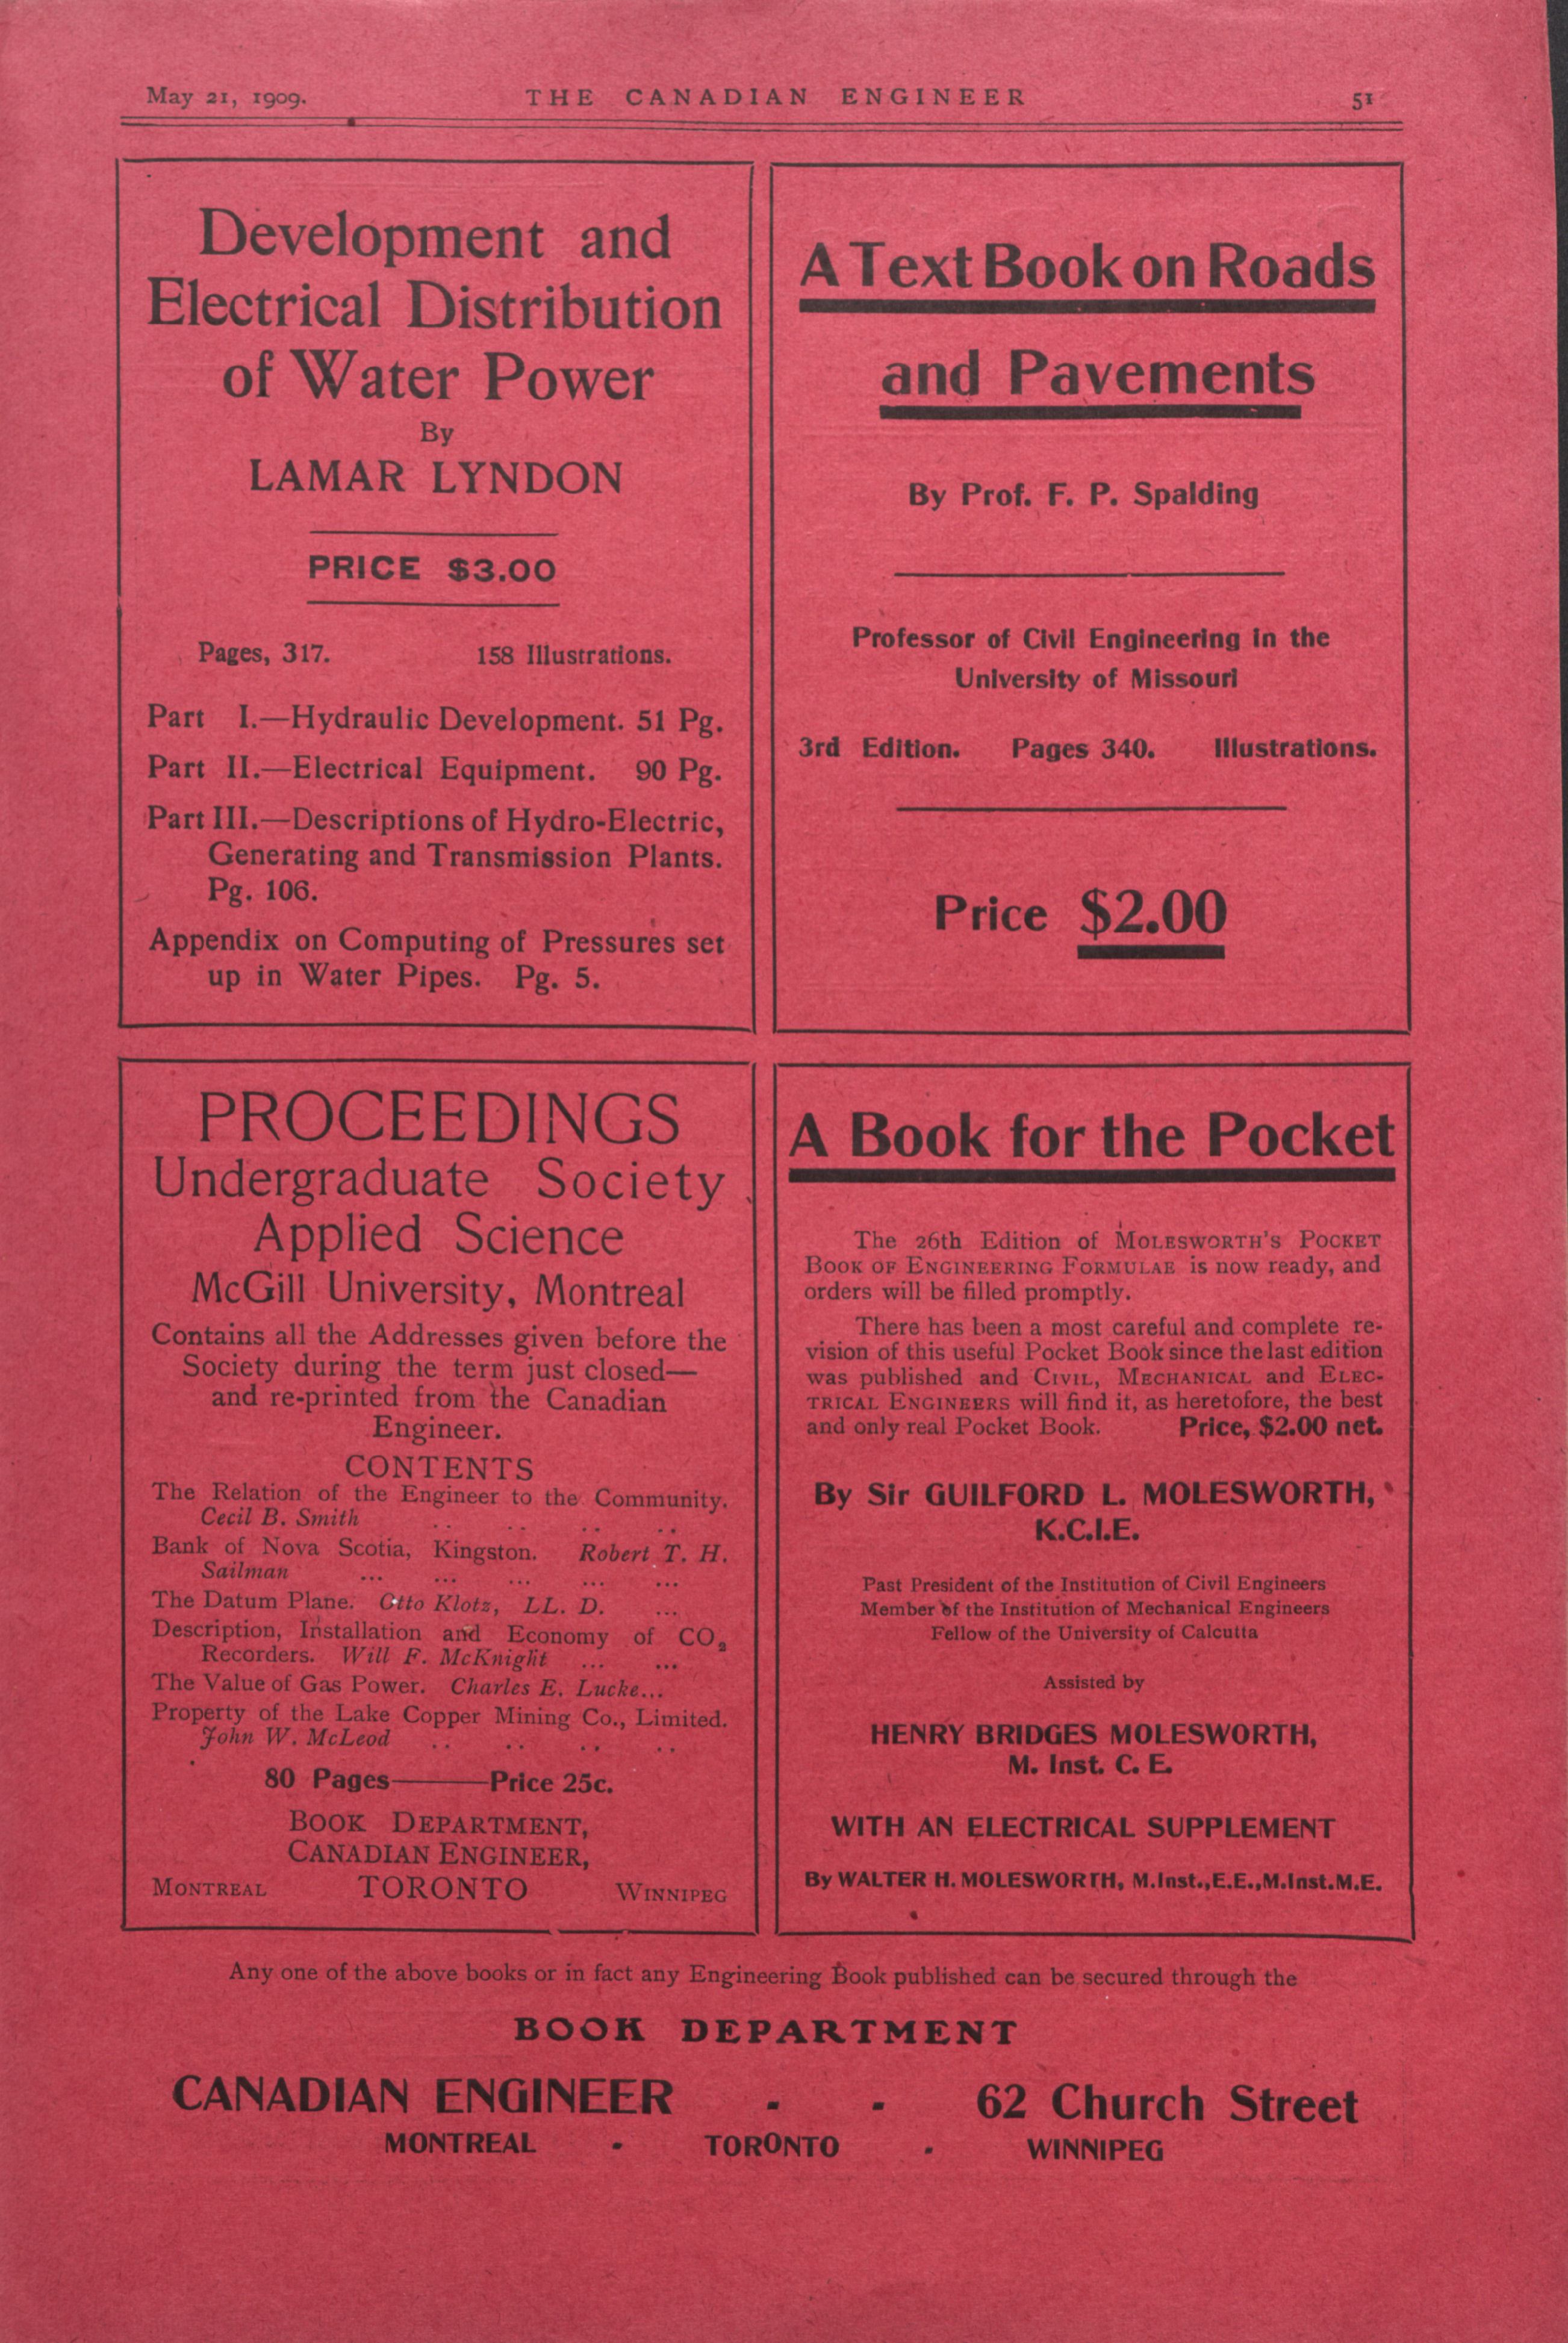 May 21, 1909.
THE CANADIAN ENGINEER
51
Development and
Electrical Distribution
of Water Power
By
LAMAR LYNDON
PRICE $3.00
Pages, 317. 158 Illustrations.
Part I.—Hydraulic Development. 51 Pg.
Part II.—Electrical Equipment. 90 Pg.
Part III.—Descriptions of Hydro-Electric,
Generating and Transmission Plants.
Pg. 106.
Appendix on Computing of Pressures set
up in Water Pipes. Pg. 5.
A Text Book on Roads
and Pavements
By Prof. F. P. Spalding
Professor of Civil Engineering in the
University of Missouri
3rd Edition. Pages 340. Illustrations.
Price $2.00
PROCEEDINGS
Undergraduate Society
Applied Science
McGill University, Montreal
Contains all the Addresses given before the
Society during the term just closed—
and re-printed from the Canadian
Engineer.
CONTENTS
The Relation of the Engineer to the Community.
Cecil B. Smith .. .. .. ..
Bank of Nova Scotia, Kingston. Robert T. H.
Sailman ... ... ... ... ...
The Datum Plane. Otto Klotz, LL. D. ...
Description, Installation and Economy of CO₂
Recorders. Will F. McKnight ... ...
The Value of Gas Power. Charles E. Lucke...
Property of the Lake Copper Mining Co., Limited.
John W. McLeod .. .. .. ..
80 Pages——Price 25c.
BOOK DEPARTMENT,
CANADIAN ENGINEER,
MONTREAL TORONTO WINNIPEG
A Book for the Pocket
The 26th Edition of MOLESWORTH'S POCKET
BOOK OF ENGINEERING FORMULAE is now ready, and
orders will be filled promptly.
There has been a most careful and complete re-
vision of this useful Pocket Book since the last edition
was published and CIVIL, MECHANICAL and ELEC-
TRICAL ENGINEERS will find it, as heretofore, the best
and only real Pocket Book. Price, $2.00 net.
By Sir GUILFORD L. MOLESWORTH,
K.C.I.E.
Past President of the Institution of Civil Engineers
Member of the Institution of Mechanical Engineers
Fellow of the University of Calcutta
Assisted by
HENRY BRIDGES MOLESWORTH,
M. Inst. C. E.
WITH AN ELECTRICAL SUPPLEMENT
By WALTER H. MOLESWORTH, M.Inst.,E.E.,M.Inst.M.E.
Any one of the above books or in fact any Engineering Book published can be secured through the
BOOK DEPARTMENT
CANADIAN ENGINEER - - 62 Church Street
MONTREAL - TORONTO - WINNIPEG